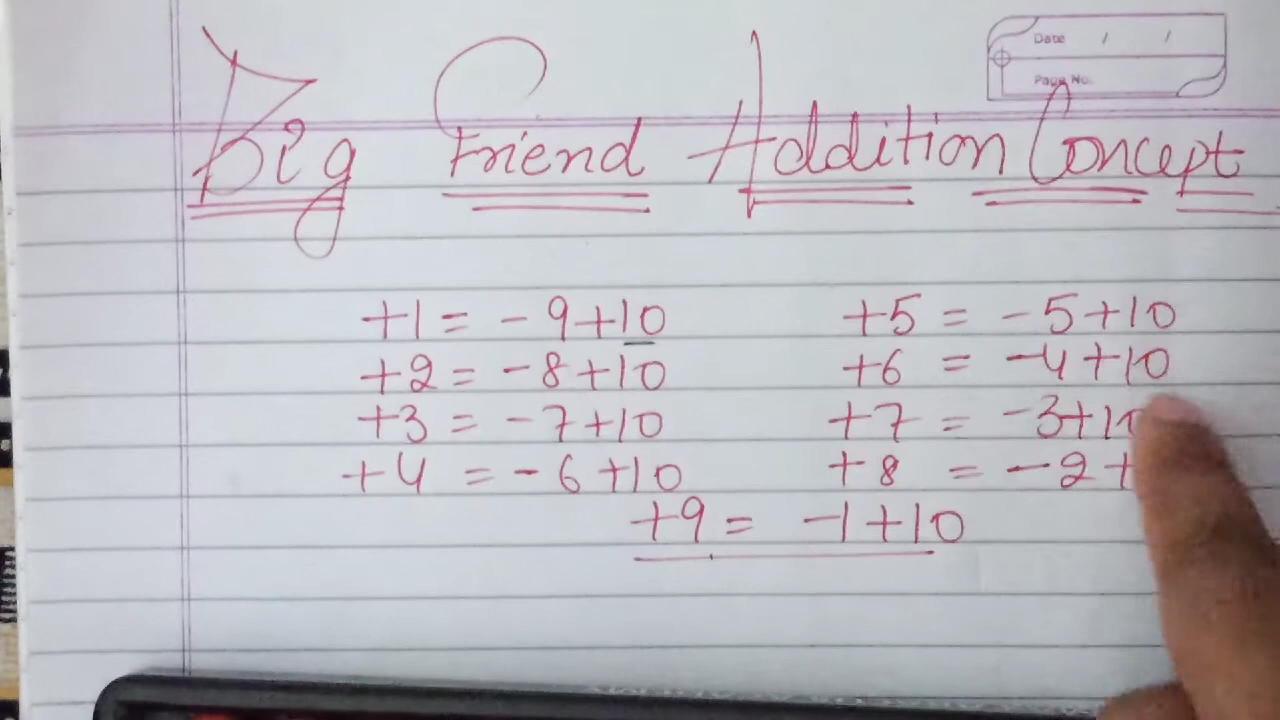 Date / /
Page No.
Big Friend Addition Concept
+1 = -9+10 +5 = -5+10
+2 = -8+10 +6 = -4+10
+3 = -7+10 +7 = -3+10
+4 = -6+10 +8 = -2+
+9 = -1+10